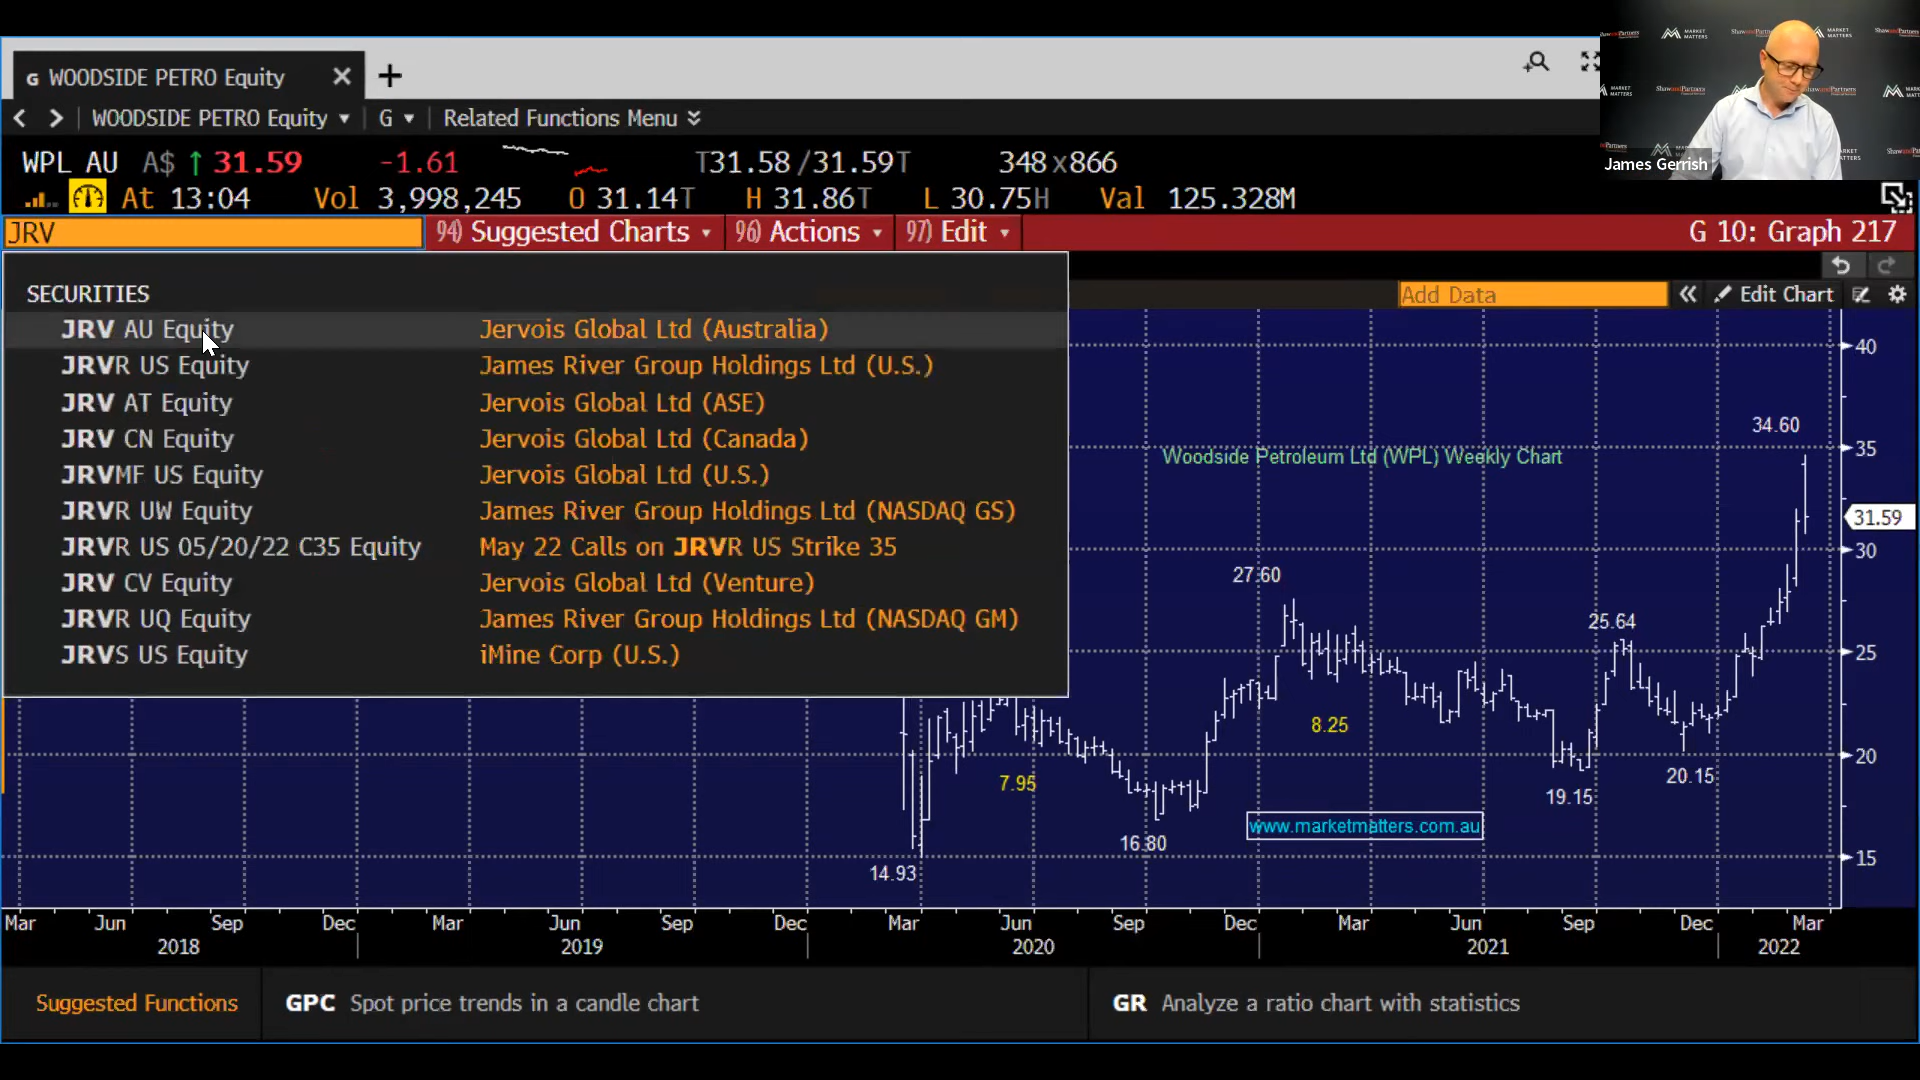 G WOODSIDE PETRO Equity
WOODSIDE PETRO Equity G Related Functions Menu
WPL AU A$ 31.59 -1.61 T31.58 /31.59T 348 x866
At 13:04 Vol 3,998,245 O 31.14T H 31.86T L 30.75H Val 125.328M
JRV 94) Suggested Charts 96) Actions 97) Edit G 10: Graph 217
MARKET MATTERS
ShawandPartners
James Gerrish
Add Data « Edit Chart
SECURITIES
JRV AU Equity Jervois Global Ltd (Australia)
JRVR US Equity James River Group Holdings Ltd (U.S.)
JRV AT Equity Jervois Global Ltd (ASE)
JRV CN Equity Jervois Global Ltd (Canada)
JRVMF US Equity Jervois Global Ltd (U.S.)
JRVR UW Equity James River Group Holdings Ltd (NASDAQ GS)
JRVR US 05/20/22 C35 Equity May 22 Calls on JRVR US Strike 35
JRV CV Equity Jervois Global Ltd (Venture)
JRVR UQ Equity James River Group Holdings Ltd (NASDAQ GM)
JRVS US Equity iMine Corp (U.S.)
40
34.60
Woodside Petroleum Ltd (WPL) Weekly Chart
35
31.59
30
27.60
25.64
25
8.25
20
7.95
20.15
19.15
www.marketmatters.com.au
16.80
15
14.93
Mar Jun Sep Dec Mar Jun Sep Dec Mar Jun Sep Dec Mar Jun Sep Dec Mar
2018 2019 2020 2021 2022
Suggested Functions GPC Spot price trends in a candle chart GR Analyze a ratio chart with statistics